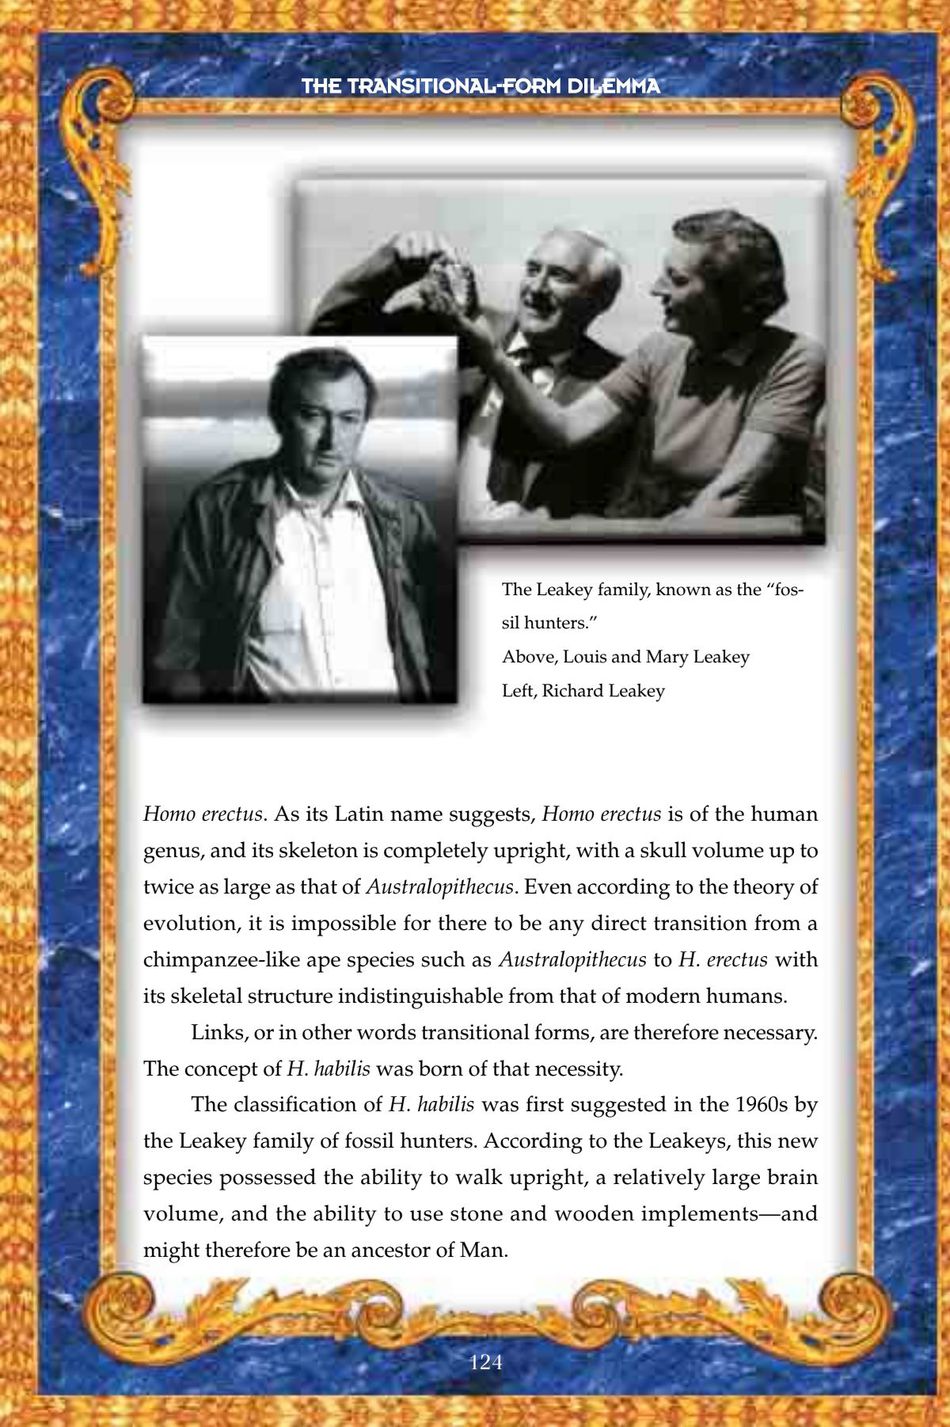 THE TRANSITIONAL-FORM DILEMMA
The Leakey family, known as the “fos-
sil hunters.”
Above, Louis and Mary Leakey
Left, Richard Leakey
Homo erectus. As its Latin name suggests, Homo erectus is of the human
genus, and its skeleton is completely upright, with a skull volume up to
twice as large as that of Australopithecus. Even according to the theory of
evolution, it is impossible for there to be any direct transition from a
chimpanzee-like ape species such as Australopithecus to H. erectus with
its skeletal structure indistinguishable from that of modern humans.
Links, or in other words transitional forms, are therefore necessary.
The concept of H. habilis was born of that necessity.
The classification of H. habilis was first suggested in the 1960s by
the Leakey family of fossil hunters. According to the Leakeys, this new
species possessed the ability to walk upright, a relatively large brain
volume, and the ability to use stone and wooden implements—and
might therefore be an ancestor of Man.
124